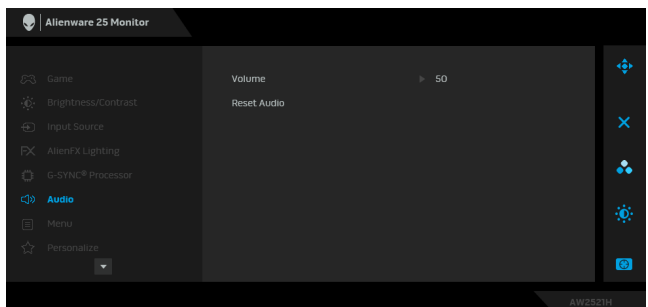 Alienware 25 Monitor
Game
Brightness/Contrast
Input Source
AlienFX Lighting
G-SYNC® Processor
Audio
Menu
Personalize
Volume 50
Reset Audio
AW2521H